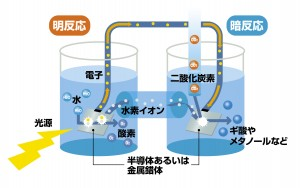 明反応
暗反応
電子
二酸化炭素
水
水素イオン
光源
酸素
ギ酸や
メタノールなど
半導体あるいは
金属錯体